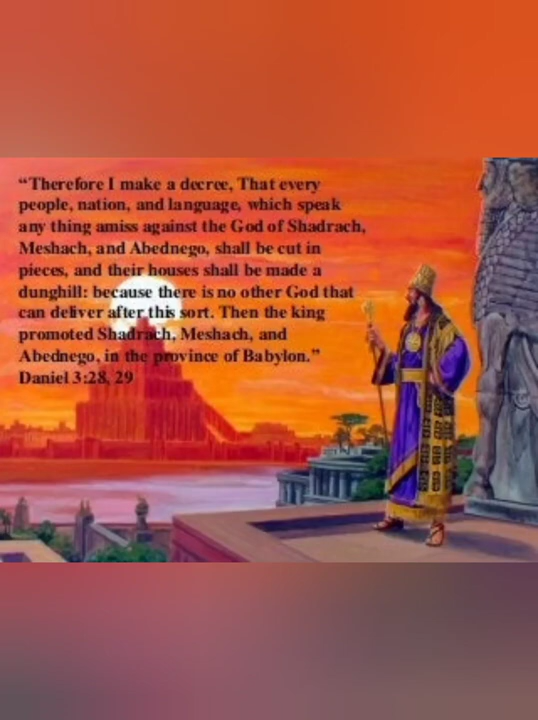 “Therefore I make a decree, That every
people, nation, and language, which speak
any thing amiss against the God of Shadrach,
Meshach, and Abednego, shall be cut in
pieces, and their houses shall be made a
dunghill: because there is no other God that
can deliver after this sort. Then the king
promoted Shadrach, Meshach, and
Abednego, in the province of Babylon.”
Daniel 3:28, 29